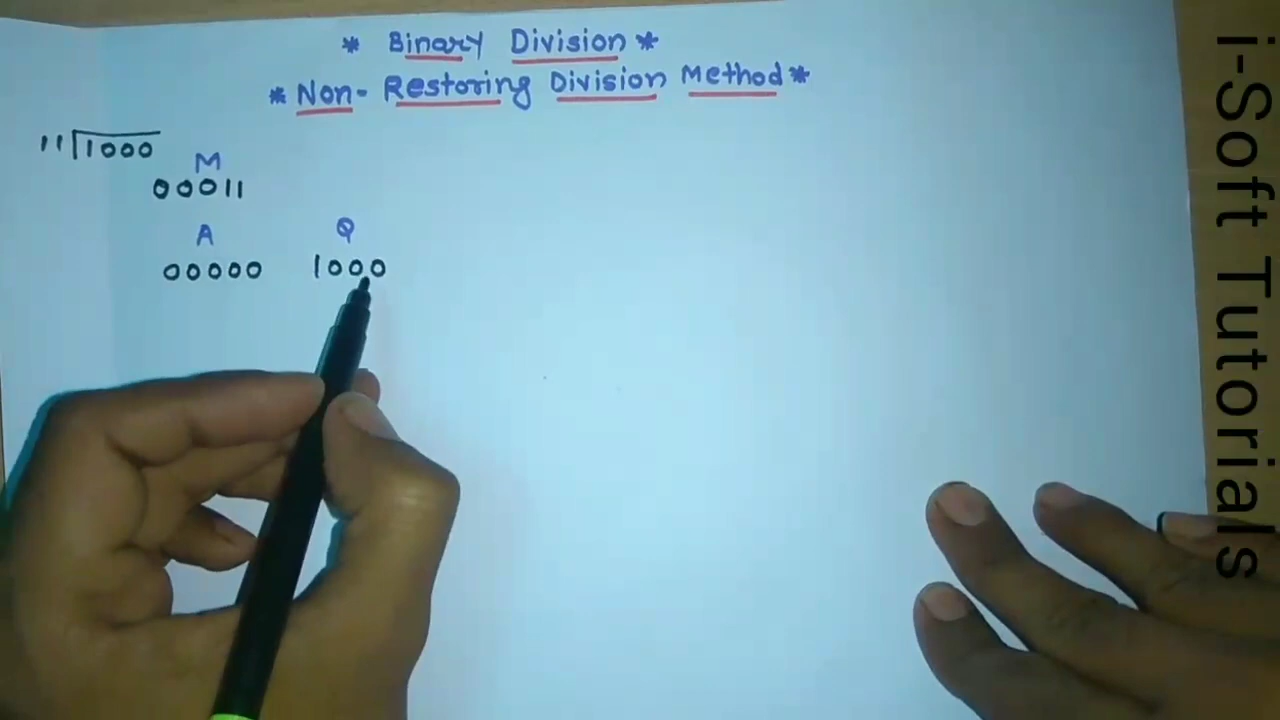 * Binary Division *
* Non-Restoring Division Method *
11 1000
M
00011
A Q
00000 1000
i-Soft Tutorials